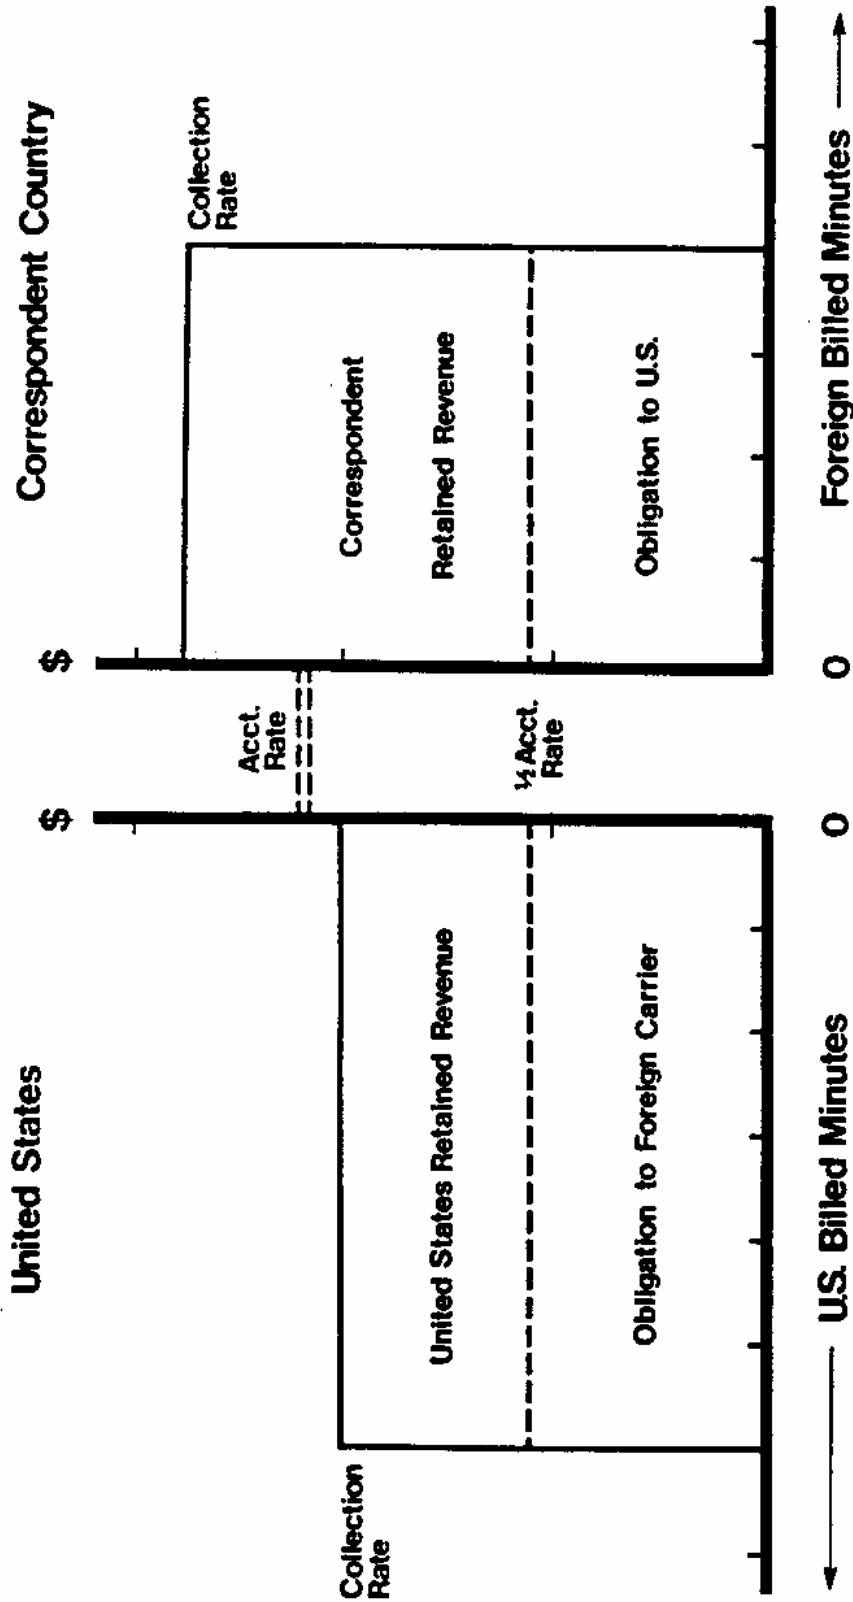 United States
Correspondent Country
$
$
Collection
Rate
Acct.
Rate
Collection
Rate
United States Retained Revenue
Correspondent
Retained Revenue
½ Acct.
Rate
Obligation to Foreign Carrier
Obligation to U.S.
0
0
U.S. Billed Minutes
Foreign Billed Minutes